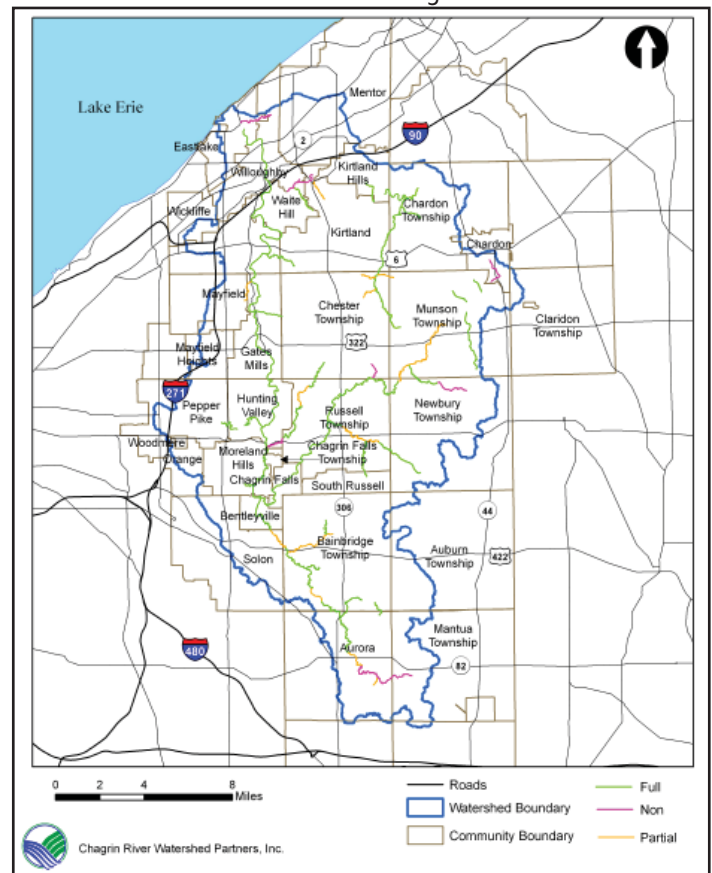 Mentor
Lake Erie
90
2
Eastlake
Willoughby
Kirtland
Hills
Waite
Hill
Chardon
Township
Wickliffe
Kirtland
Chardon
6
Mayfield
Chester
Township
Munson
Township
Claridon
Township
322
Mayfield
Heights
Gates
Mills
271
Pepper
Pike
Hunting
Valley
Russell
Township
Newbury
Township
Woodmere
Orange
Moreland
Hills
Chagrin Falls
Township
Chagrin Falls
South Russell
306
44
Bentleyville
Bainbridge
Township
Solon
Auburn
Township
422
Mantua
Township
480
Aurora
82
0 2 4 8
Miles
Roads
Full
Watershed Boundary
Non
Community Boundary
Partial
Chagrin River Watershed Partners, Inc.